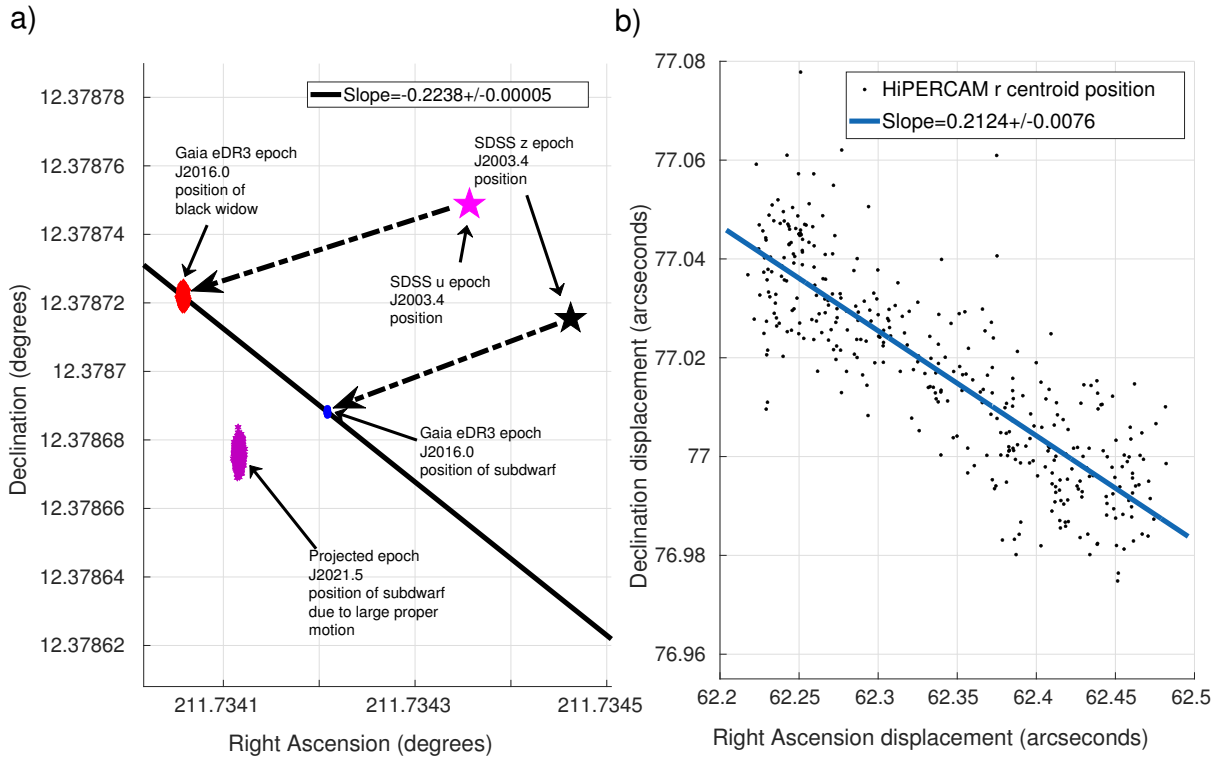 a)
Slope=-0.2238+/-0.00005
Gaia eDR3 epoch
J2016.0
position of
black widow
SDSS z epoch
J2003.4
position
SDSS u epoch
J2003.4
position
Gaia eDR3 epoch
J2016.0
position of subdwarf
Projected epoch
J2021.5
position of subdwarf
due to large proper
motion
12.37878
12.37876
12.37874
12.37872
12.3787
12.37868
12.37866
12.37864
12.37862
Declination (degrees)
211.7341
211.7343
211.7345
Right Ascension (degrees)
b)
HiPERCAM r centroid position
Slope=0.2124+/-0.0076
77.08
77.06
77.04
77.02
77
76.98
76.96
Declination displacement (arcseconds)
62.2
62.25
62.3
62.35
62.4
62.45
62.5
Right Ascension displacement (arcseconds)